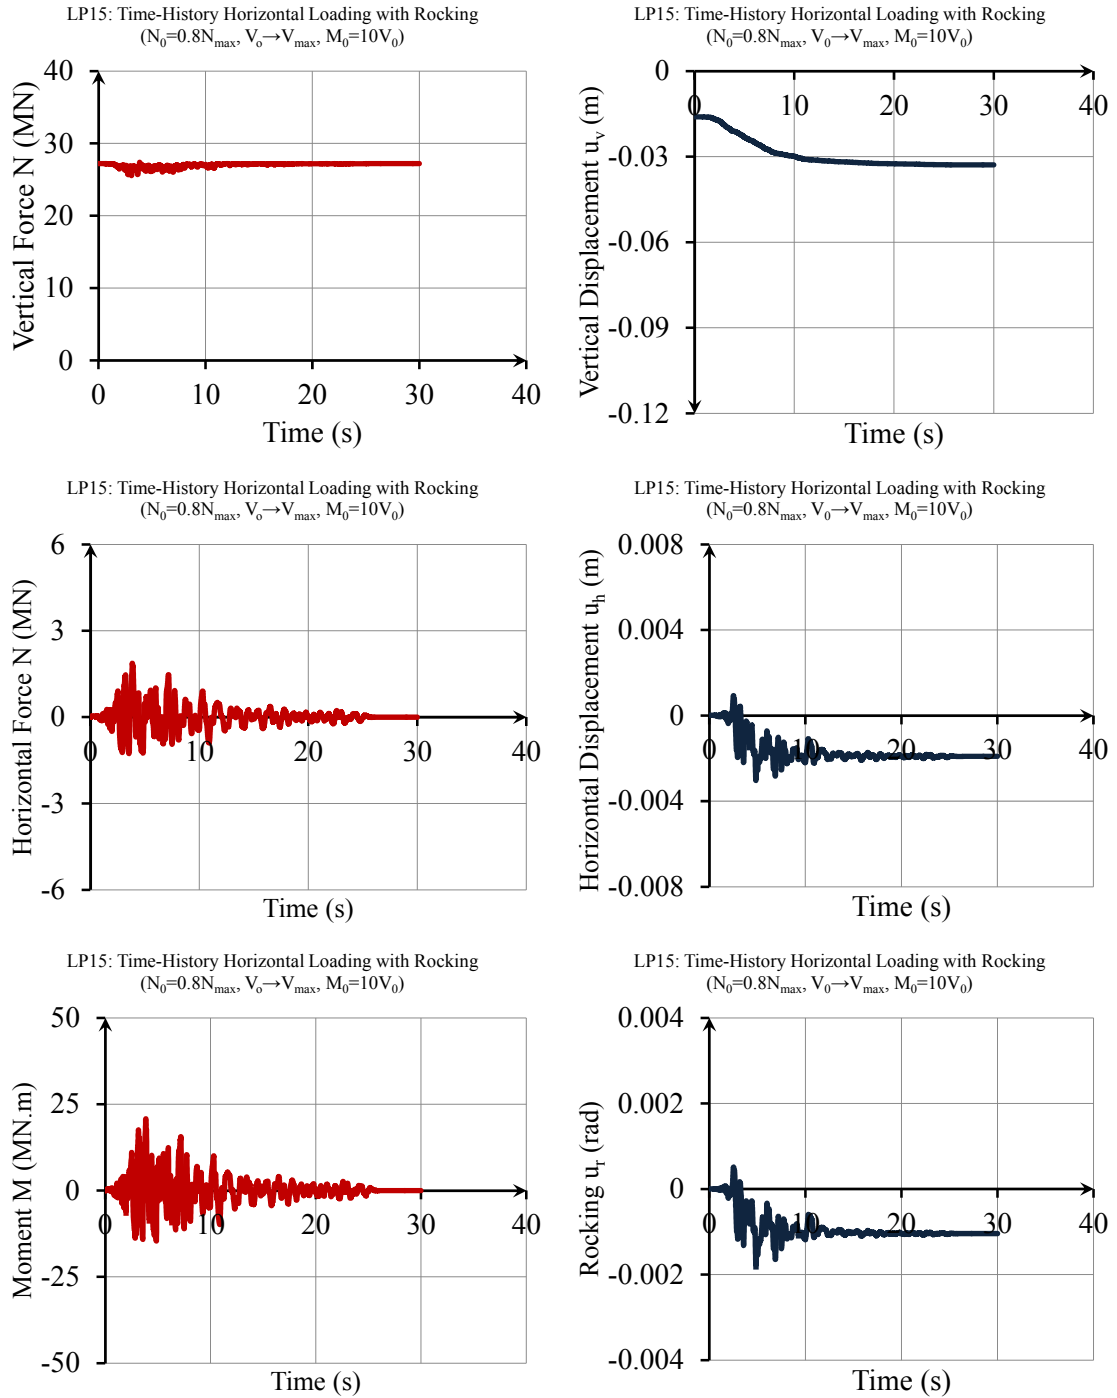 LP15: Time-History Horizontal Loading with Rocking
(N₀=0.8Nₘₐₓ, Vₒ→Vₘₐₓ, M₀=10V₀)
Vertical Force N (MN)
40
30
20
10
0
0 10 20 30 40
Time (s)
LP15: Time-History Horizontal Loading with Rocking
(N₀=0.8Nₘₐₓ, V₀→Vₘₐₓ, M₀=10V₀)
Vertical Displacement uᵥ (m)
0
0 10 20 30 40
-0.03
-0.06
-0.09
-0.12
Time (s)
LP15: Time-History Horizontal Loading with Rocking
(N₀=0.8Nₘₐₓ, Vₒ→Vₘₐₓ, M₀=10V₀)
Horizontal Force N (MN)
6
3
0
0 10 20 30 40
-3
-6
Time (s)
LP15: Time-History Horizontal Loading with Rocking
(N₀=0.8Nₘₐₓ, V₀→Vₘₐₓ, M₀=10V₀)
Horizontal Displacement uₕ (m)
0.008
0.004
0
0 10 20 30 40
-0.004
-0.008
Time (s)
LP15: Time-History Horizontal Loading with Rocking
(N₀=0.8Nₘₐₓ, Vₒ→Vₘₐₓ, M₀=10V₀)
Moment M (MN.m)
50
25
0
0 10 20 30 40
-25
-50
Time (s)
LP15: Time-History Horizontal Loading with Rocking
(N₀=0.8Nₘₐₓ, V₀→Vₘₐₓ, M₀=10V₀)
Rocking uᵣ (rad)
0.004
0.002
0
0 10 20 30 40
-0.002
-0.004
Time (s)